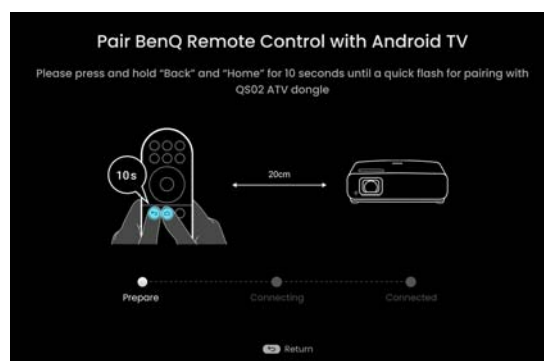 Pair BenQ Remote Control with Android TV
Please press and hold “Back” and “Home” for 10 seconds until a quick flash for pairing with
QS02 ATV dongle
10s
20cm
Prepare
Connecting
Connected
Return